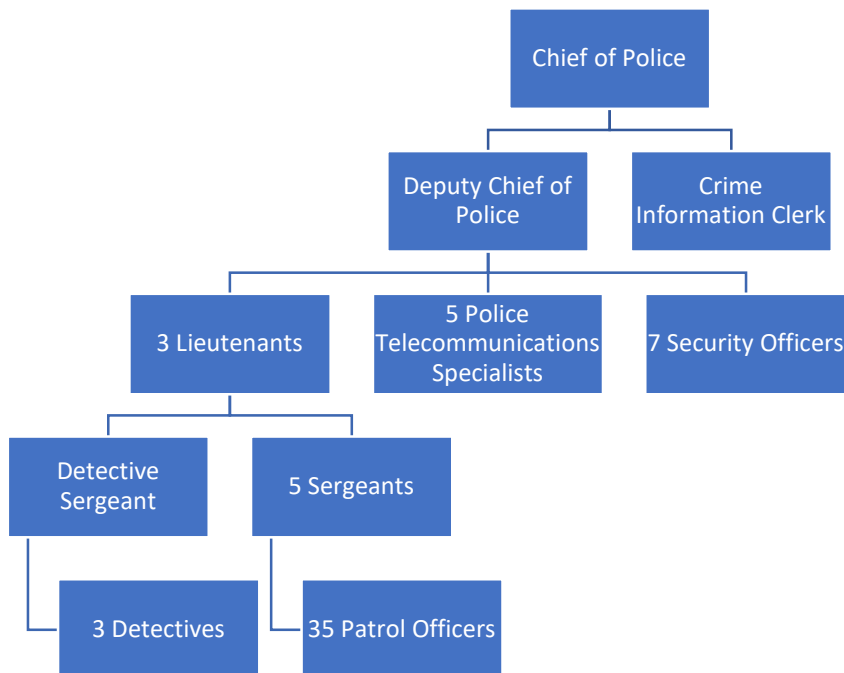 Chief of Police
Deputy Chief of
Police
Crime
Information Clerk
3 Lieutenants
5 Police
Telecommunications
Specialists
7 Security Officers
Detective
Sergeant
5 Sergeants
3 Detectives
35 Patrol Officers